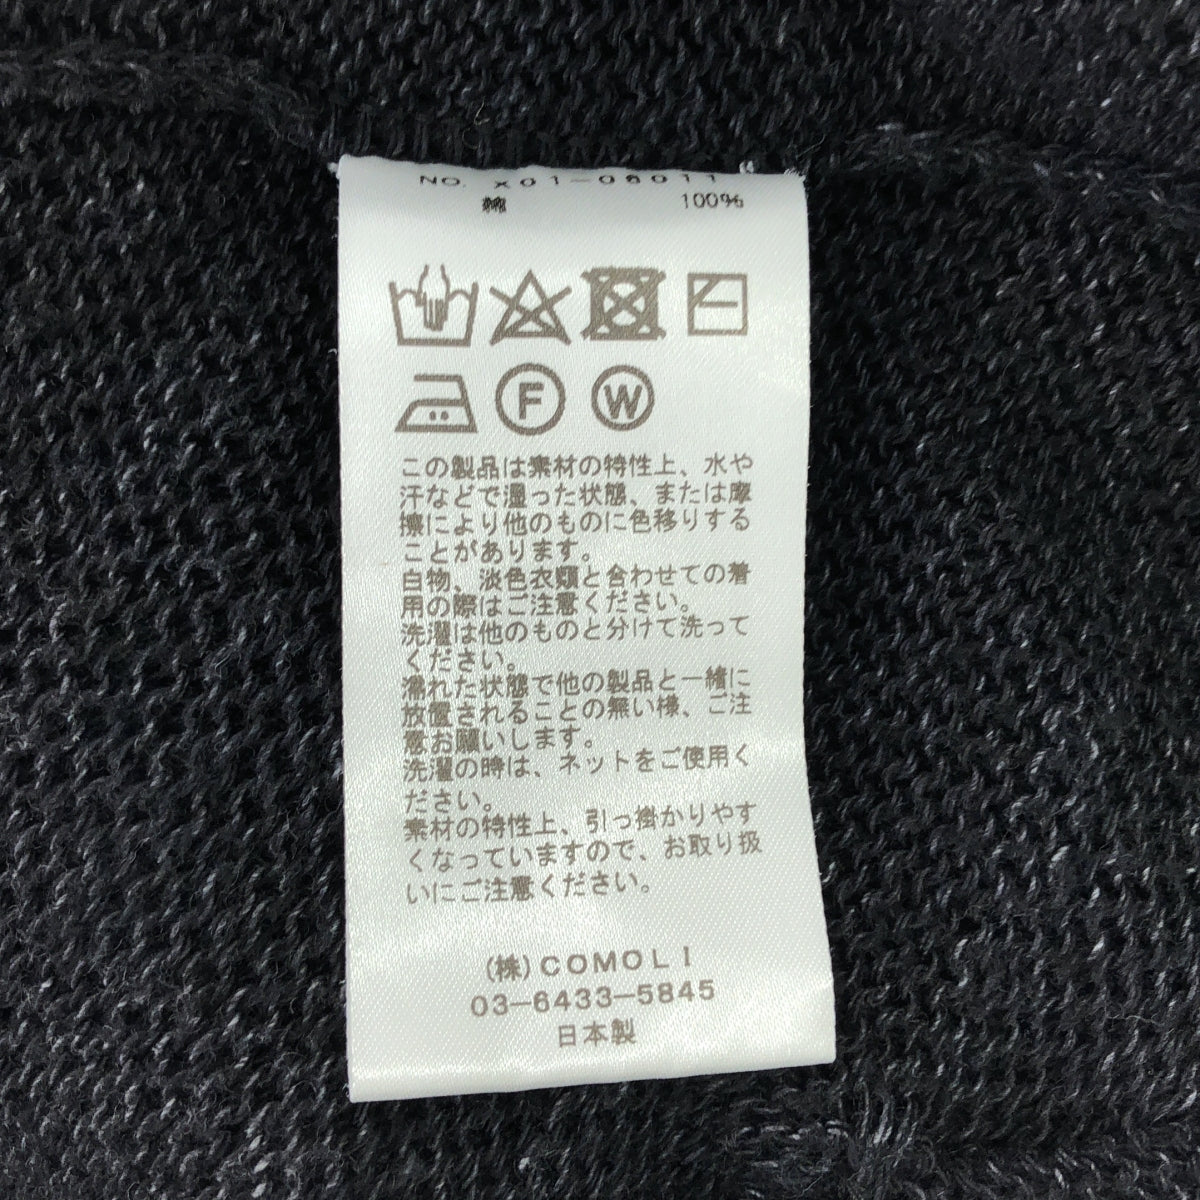 NO. X01-08011
綿 100%
F W
この製品は素材の特性上、水や
汗などで湿った状態、または摩
擦により他のものに色移りする
ことがあります。
白物、淡色衣類と合わせての着
用の際はご注意ください。
洗濯は他のものと分けて洗って
ください。
濡れた状態で他の製品と一緒に
放置されることの無い様、ご注
意お願いします。
洗濯の時は、ネットをご使用く
ださい。
素材の特性上、引っ掛かりやす
くなっていますので、お取り扱
いにご注意ください。
(株)COMOLI
03-6433-5845
日本製